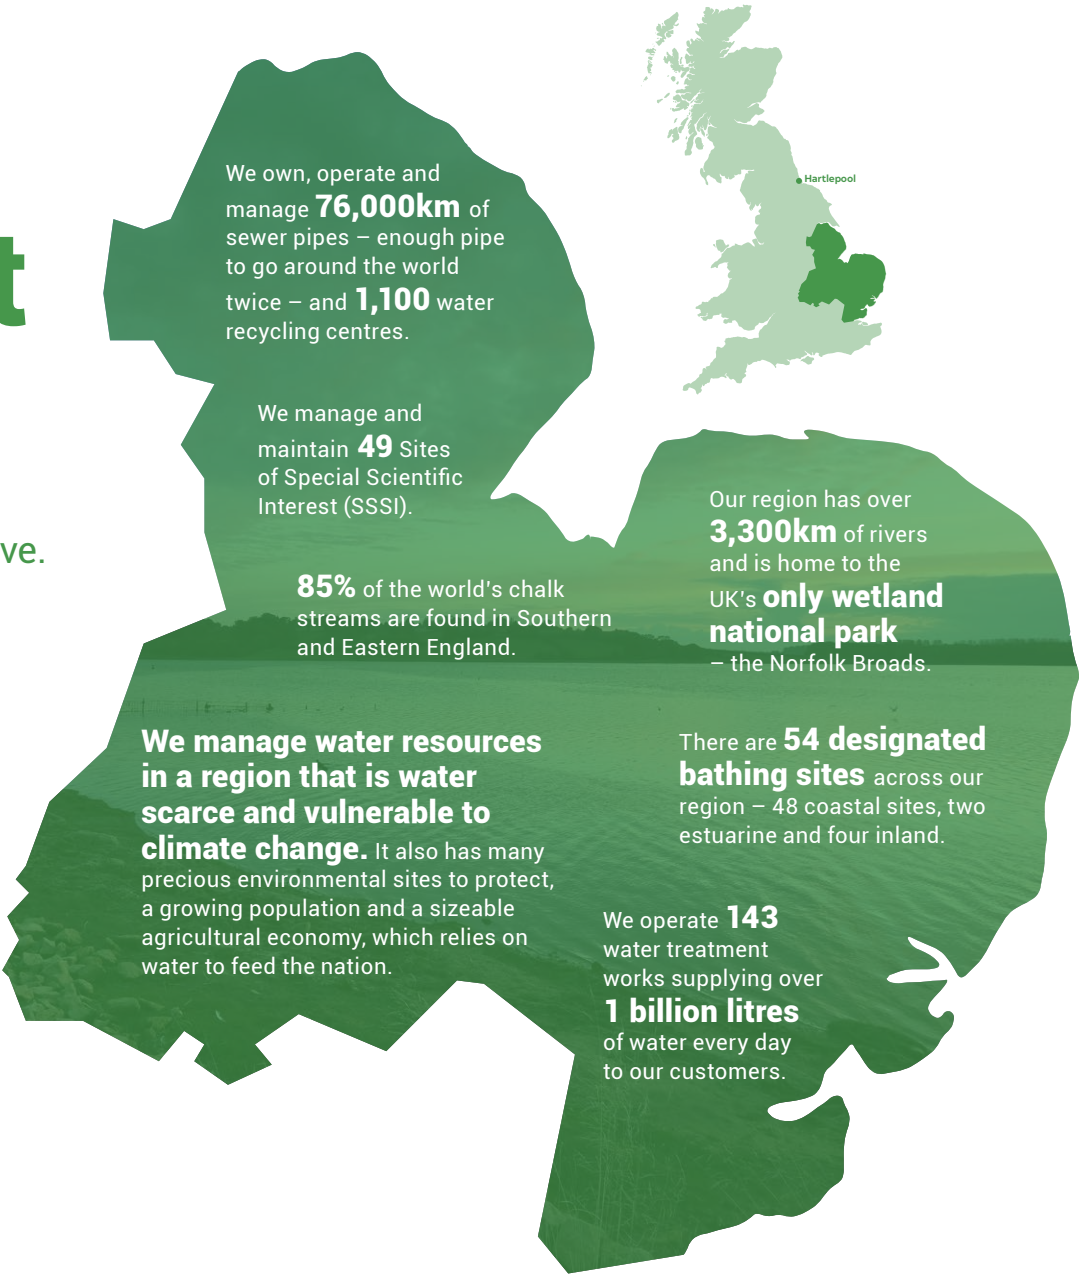 t
ve.
Hartlepool
We own, operate and
manage 76,000km of
sewer pipes – enough pipe
to go around the world
twice – and 1,100 water
recycling centres.
We manage and
maintain 49 Sites
of Special Scientific
Interest (SSSI).
85% of the world's chalk
streams are found in Southern
and Eastern England.
Our region has over
3,300km of rivers
and is home to the
UK's only wetland
national park
– the Norfolk Broads.
We manage water resources
in a region that is water
scarce and vulnerable to
climate change. It also has many
precious environmental sites to protect,
a growing population and a sizeable
agricultural economy, which relies on
water to feed the nation.
There are 54 designated
bathing sites across our
region – 48 coastal sites, two
estuarine and four inland.
We operate 143
water treatment
works supplying over
1 billion litres
of water every day
to our customers.